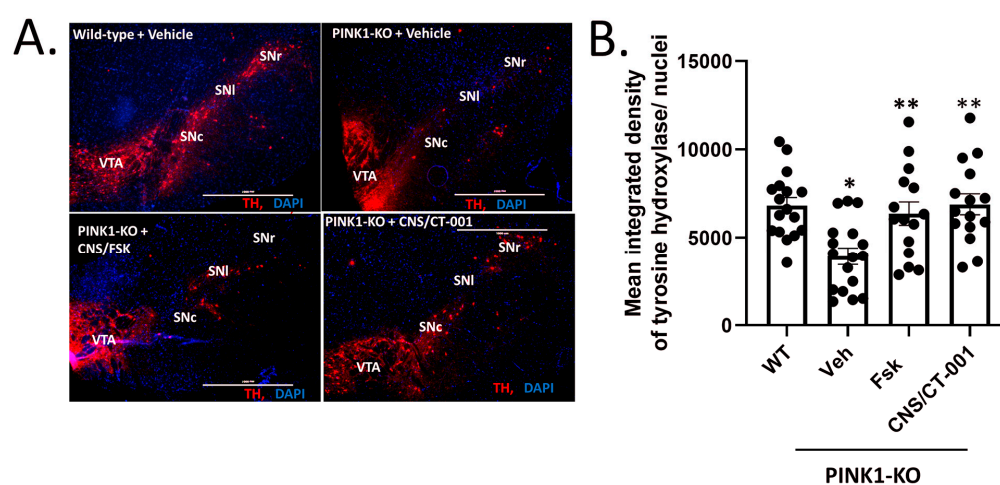 A.
Wild-type + Vehicle
SNr
SNl
SNc
VTA
TH, DAPI
PINK1-KO + Vehicle
SNr
SNl
SNc
VTA
TH, DAPI
PINK1-KO +
CNS/FSK
SNr
SNl
SNc
VTA
TH, DAPI
PINK1-KO + CNS/CT-001
SNr
SNl
SNc
VTA
TH, DAPI
B.
Mean integrated density
of tyrosine hydroxylase/ nuclei
15000
10000
5000
0
*
**
**
WT
Veh
Fsk
CNS/CT-001
PINK1-KO